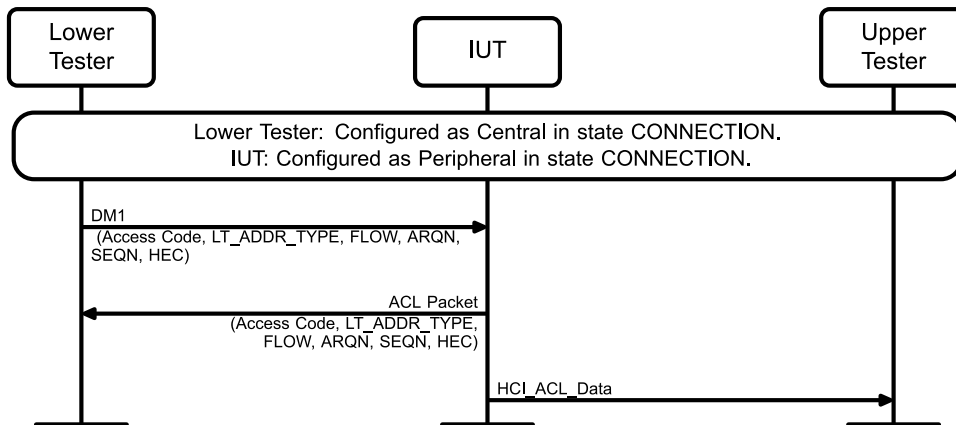 Lower
Tester
IUT
Upper
Tester
Lower Tester: Configured as Central in state CONNECTION.
IUT: Configured as Peripheral in state CONNECTION.
DM1
(Access Code, LT_ADDR_TYPE, FLOW, ARQN,
SEQN, HEC)
ACL Packet
(Access Code, LT_ADDR_TYPE,
FLOW, ARQN, SEQN, HEC)
HCI_ACL_Data